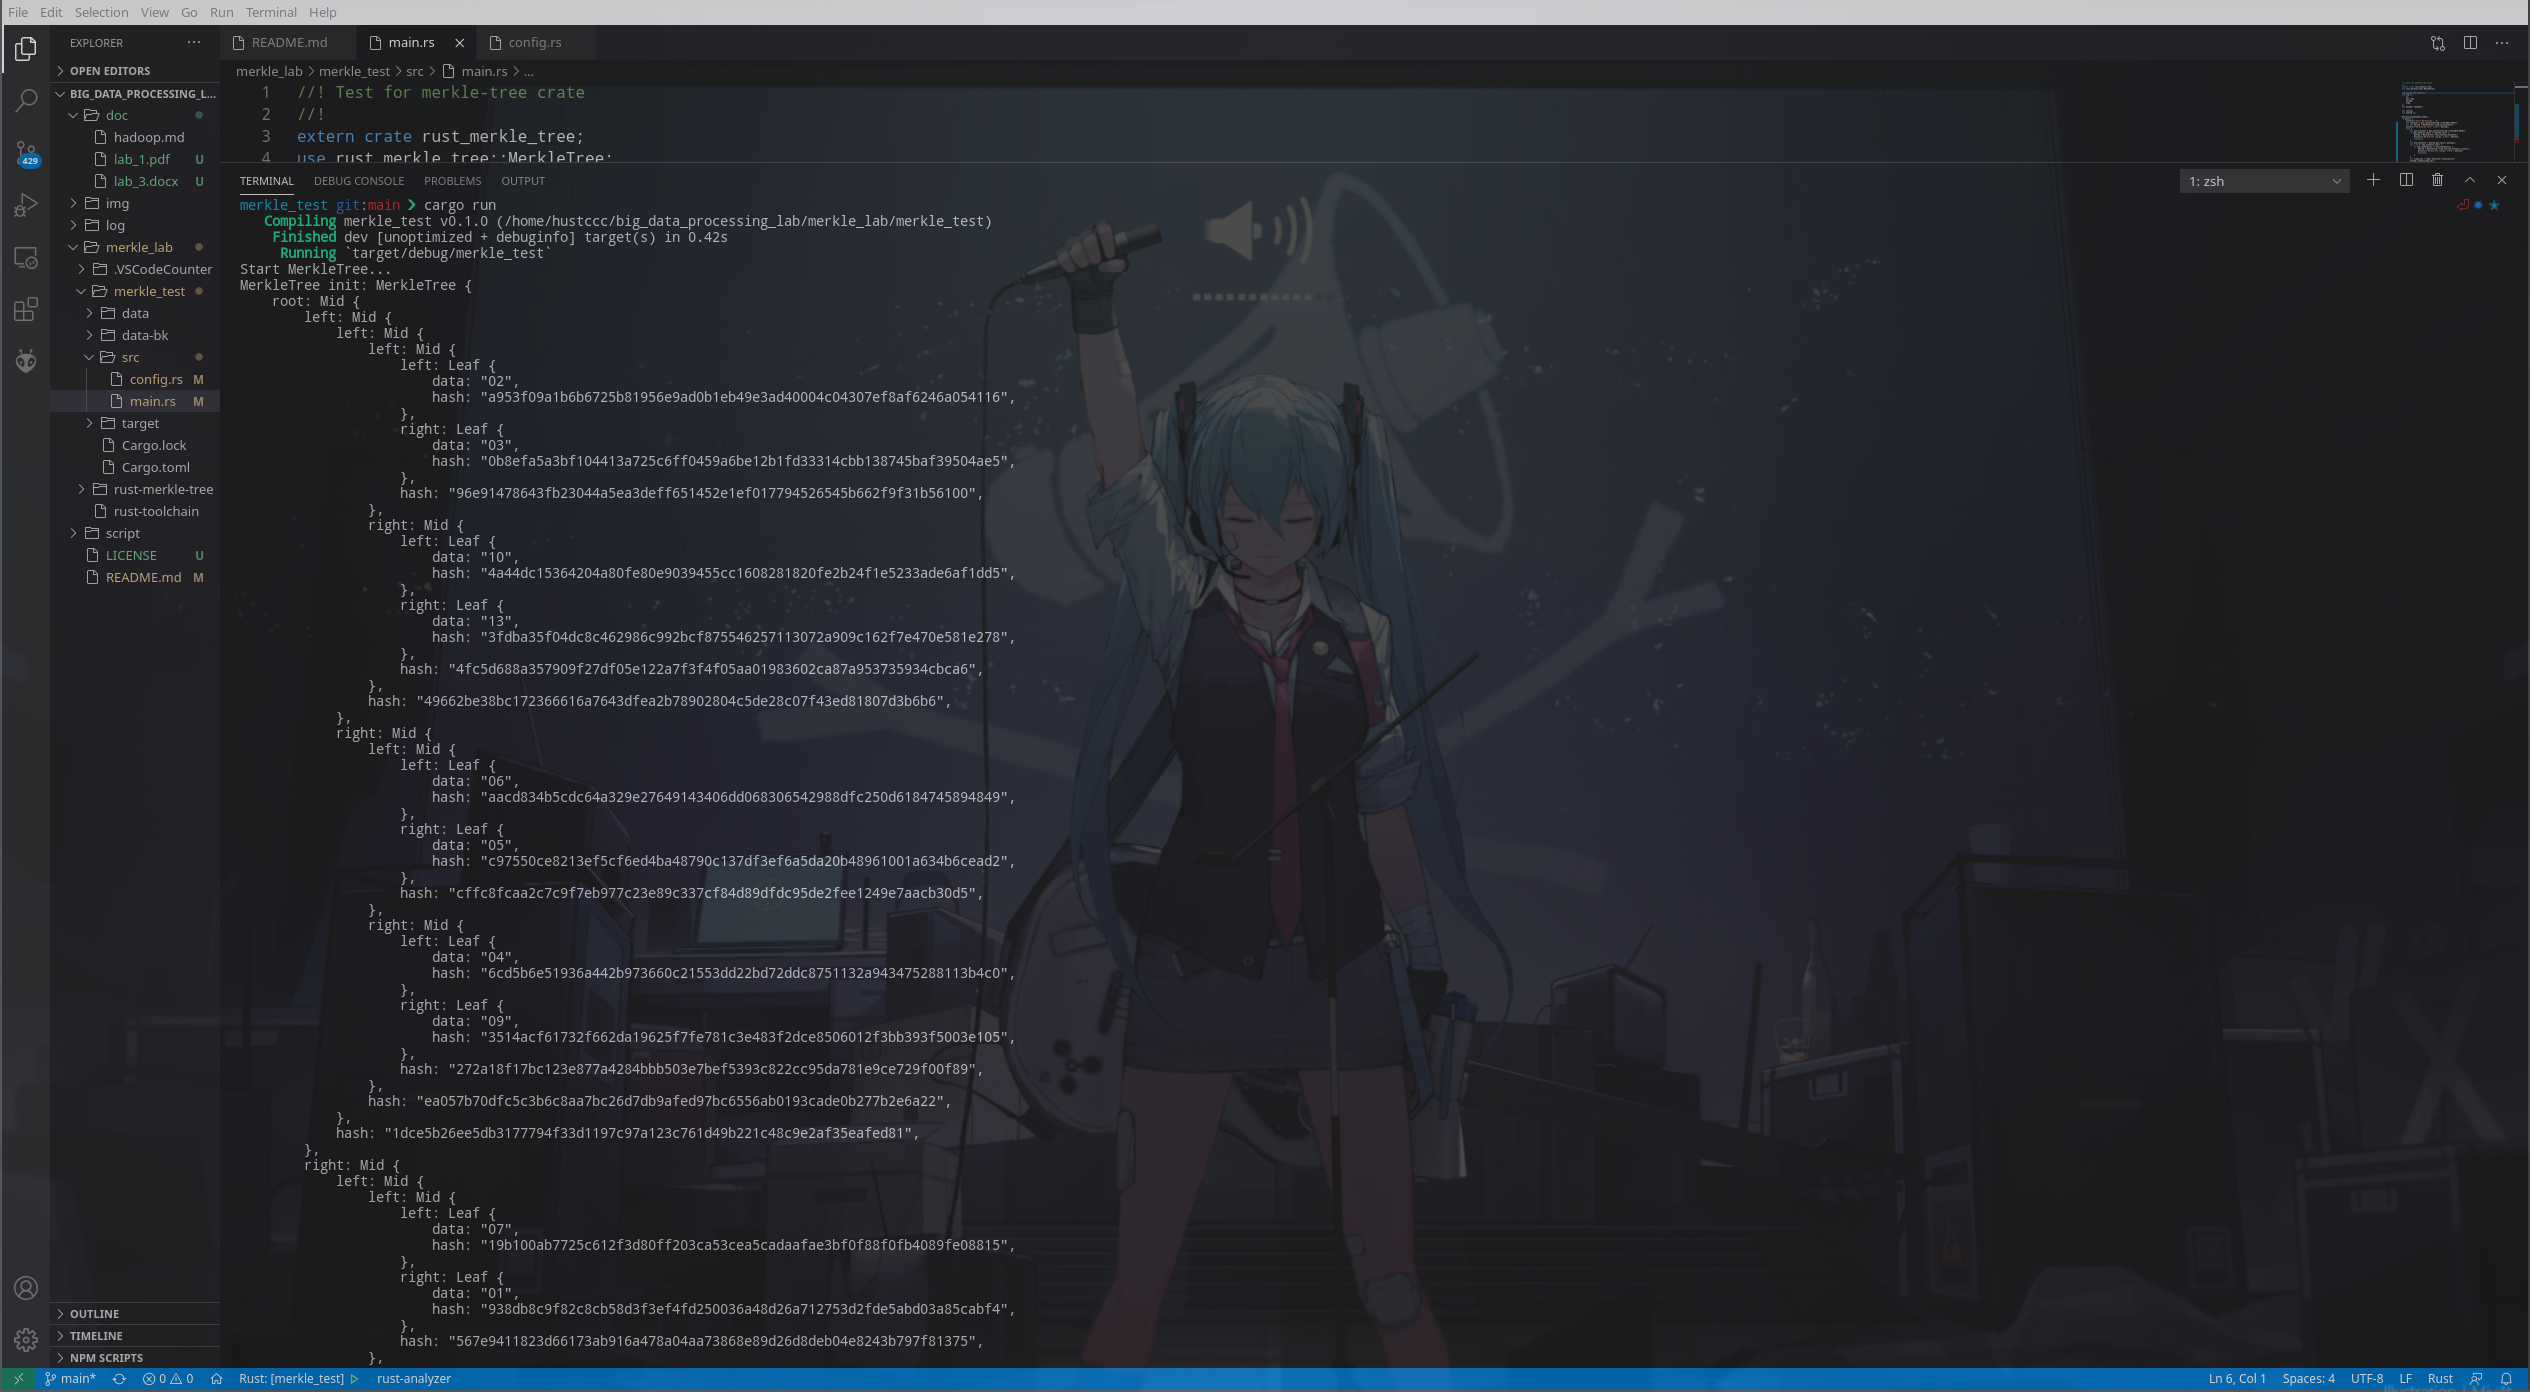 File Edit Selection View Go Run Terminal Help
EXPLORER ...
OPEN EDITORS
BIG_DATA_PROCESSING_L...
doc
hadoop.md
lab_1.pdf U
lab_3.docx U
img
log
merkle_lab
.VSCodeCounter
merkle_test
data
data-bk
src
config.rs M
main.rs M
target
Cargo.lock
Cargo.toml
rust-merkle-tree
rust-toolchain
script
LICENSE U
README.md M
OUTLINE
TIMELINE
NPM SCRIPTS
429
README.md main.rs config.rs
merkle_lab > merkle_test > src > main.rs > ...
1 //! Test for merkle-tree crate
2 //!
3 extern crate rust_merkle_tree;
4 use rust_merkle_tree::MerkleTree;
TERMINAL DEBUG CONSOLE PROBLEMS OUTPUT
1: zsh
merkle_test git:main ❯ cargo run
Compiling merkle_test v0.1.0 (/home/hustccc/big_data_processing_lab/merkle_lab/merkle_test)
Finished dev [unoptimized + debuginfo] target(s) in 0.42s
Running `target/debug/merkle_test`
Start MerkleTree...
MerkleTree init: MerkleTree {
root: Mid {
left: Mid {
left: Mid {
left: Mid {
left: Leaf {
data: "02",
hash: "a953f09a1b6b6725b81956e9ad0b1eb49e3ad40004c04307ef8af6246a054116",
},
right: Leaf {
data: "03",
hash: "0b8efa5a3bf104413a725c6ff0459a6be12b1fd33314cbb138745baf39504ae5",
},
hash: "96e91478643fb23044a5ea3deff651452e1ef017794526545b662f9f31b56100",
},
right: Mid {
left: Leaf {
data: "10",
hash: "4a44dc15364204a80fe80e9039455cc1608281820fe2b24f1e5233ade6af1dd5",
},
right: Leaf {
data: "13",
hash: "3fdba35f04dc8c462986c992bcf875546257113072a909c162f7e470e581e278",
},
hash: "4fc5d688a357909f27df05e122a7f3f4f05aa01983602ca87a953735934cbca6",
},
hash: "49662be38bc172366616a7643dfea2b78902804c5de28c07f43ed81807d3b6b6",
},
right: Mid {
left: Mid {
left: Leaf {
data: "06",
hash: "aacd834b5cdc64a329e27649143406dd068306542988dfc250d6184745894849",
},
right: Leaf {
data: "05",
hash: "c97550ce8213ef5cf6ed4ba48790c137df3ef6a5da20b48961001a634b6cead2",
},
hash: "cffc8fcaa2c7c9f7eb977c23e89c337cf84d89dfdc95de2fee1249e7aacb30d5",
},
right: Mid {
left: Leaf {
data: "04",
hash: "6cd5b6e51936a442b973660c21553dd22bd72ddc8751132a943475288113b4c0",
},
right: Leaf {
data: "09",
hash: "3514acf61732f662da19625f7fe781c3e483f2dce8506012f3bb393f5003e105",
},
hash: "272a18f17bc123e877a4284bbb503e7bef5393c822cc95da781e9ce729f00f89",
},
hash: "ea057b70dfc5c3b6c8aa7bc26d7db9afed97bc6556ab0193cade0b277b2e6a22",
},
hash: "1dce5b26ee5db3177794f33d1197c97a123c761d49b221c48c9e2af35eafed81",
},
right: Mid {
left: Mid {
left: Mid {
left: Leaf {
data: "07",
hash: "19b100ab7725c612f3d80ff203ca53cea5cadaafae3bf0f88f0fb4089fe08815",
},
right: Leaf {
data: "01",
hash: "938db8c9f82c8cb58d3f3ef4fd250036a48d26a712753d2fde5abd03a85cabf4",
},
hash: "567e9411823d66173ab916a478a04aa73868e89d26d8deb04e8243b797f81375",
},
main* 0 0 Rust: [merkle_test] rust-analyzer Ln 6, Col 1 Spaces: 4 UTF-8 LF Rust